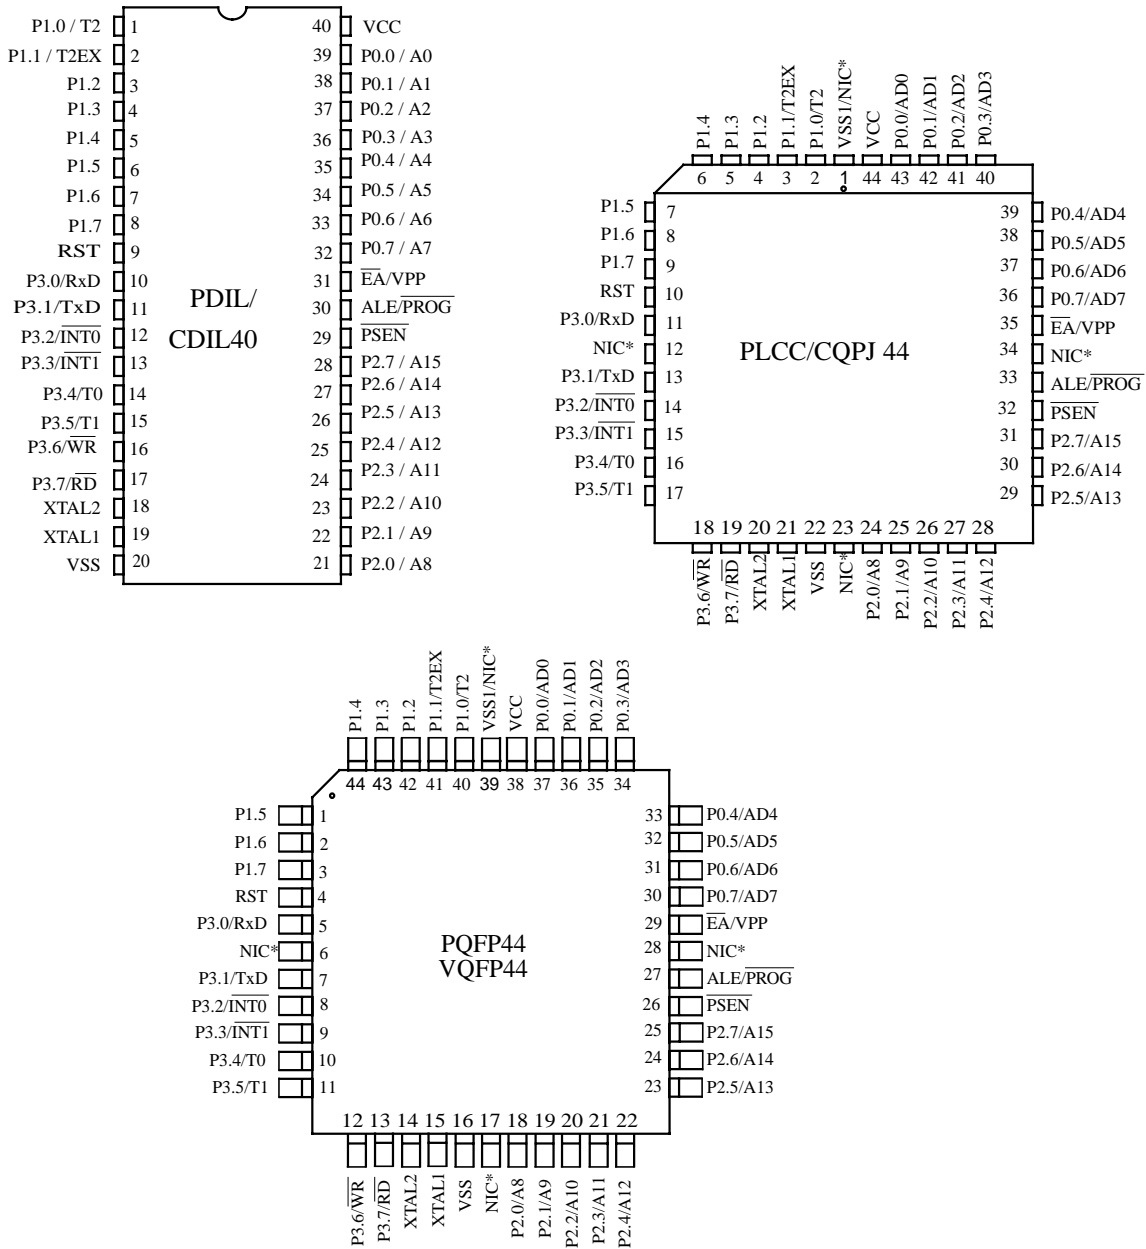 P1.0 / T2 1 40 VCC
P1.1 / T2EX 2 39 P0.0 / A0
P1.2 3 38 P0.1 / A1
P1.3 4 37 P0.2 / A2
P1.4 5 36 P0.3 / A3
P1.5 6 35 P0.4 / A4
P1.6 7 34 P0.5 / A5
P1.7 8 33 P0.6 / A6
RST 9 32 P0.7 / A7
P3.0/RxD 10 31 E̅A̅/VPP
P3.1/TxD 11 30 ALE/P̅R̅O̅G̅
P3.2/I̅N̅T̅0̅ 12 29 P̅S̅E̅N̅
P3.3/I̅N̅T̅1̅ 13 28 P2.7 / A15
P3.4/T0 14 27 P2.6 / A14
P3.5/T1 15 26 P2.5 / A13
P3.6/W̅R̅ 16 25 P2.4 / A12
P3.7/R̅D̅ 17 24 P2.3 / A11
XTAL2 18 23 P2.2 / A10
XTAL1 19 22 P2.1 / A9
VSS 20 21 P2.0 / A8
PDIL/
CDIL40
P1.4 P1.3 P1.2 P1.1/T2EX P1.0/T2 VSS1/NIC* VCC P0.0/AD0 P0.1/AD1 P0.2/AD2 P0.3/AD3
6 5 4 3 2 1 44 43 42 41 40
P1.5 7 39 P0.4/AD4
P1.6 8 38 P0.5/AD5
P1.7 9 37 P0.6/AD6
RST 10 36 P0.7/AD7
P3.0/RxD 11 35 E̅A̅/VPP
NIC* 12 34 NIC*
P3.1/TxD 13 33 ALE/P̅R̅O̅G̅
P3.2/I̅N̅T̅0̅ 14 32 P̅S̅E̅N̅
P3.3/I̅N̅T̅1̅ 15 31 P2.7/A15
P3.4/T0 16 30 P2.6/A14
P3.5/T1 17 29 P2.5/A13
PLCC/CQPJ 44
18 19 20 21 22 23 24 25 26 27 28
P3.6/W̅R̅ P3.7/R̅D̅ XTAL2 XTAL1 VSS NIC* P2.0/A8 P2.1/A9 P2.2/A10 P2.3/A11 P2.4/A12
P1.4 P1.3 P1.2 P1.1/T2EX P1.0/T2 VSS1/NIC* VCC P0.0/AD0 P0.1/AD1 P0.2/AD2 P0.3/AD3
44 43 42 41 40 39 38 37 36 35 34
P1.5 1 33 P0.4/AD4
P1.6 2 32 P0.5/AD5
P1.7 3 31 P0.6/AD6
RST 4 30 P0.7/AD7
P3.0/RxD 5 29 E̅A̅/VPP
NIC* 6 28 NIC*
P3.1/TxD 7 27 ALE/P̅R̅O̅G̅
P3.2/I̅N̅T̅0̅ 8 26 P̅S̅E̅N̅
P3.3/I̅N̅T̅1̅ 9 25 P2.7/A15
P3.4/T0 10 24 P2.6/A14
P3.5/T1 11 23 P2.5/A13
PQFP44
VQFP44
12 13 14 15 16 17 18 19 20 21 22
P3.6/W̅R̅ P3.7/R̅D̅ XTAL2 XTAL1 VSS NIC* P2.0/A8 P2.1/A9 P2.2/A10 P2.3/A11 P2.4/A12